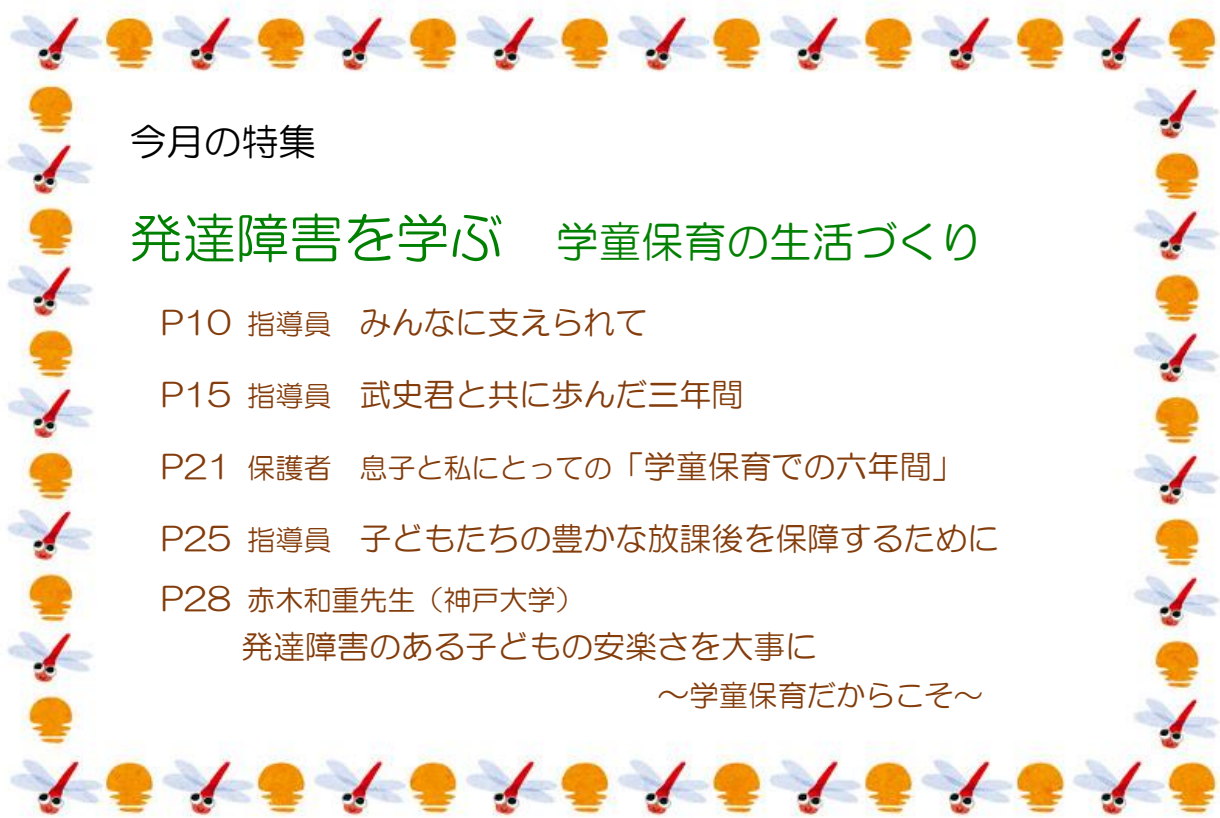 今月の特集
発達障害を学ぶ　学童保育の生活づくり
P10 指導員　みんなに支えられて
P15 指導員　武史君と共に歩んだ三年間
P21 保護者　息子と私にとっての「学童保育での六年間」
P25 指導員　子どもたちの豊かな放課後を保障するために
P28 赤木和重先生（神戸大学）
発達障害のある子どもの安楽さを大事に
～学童保育だからこそ～